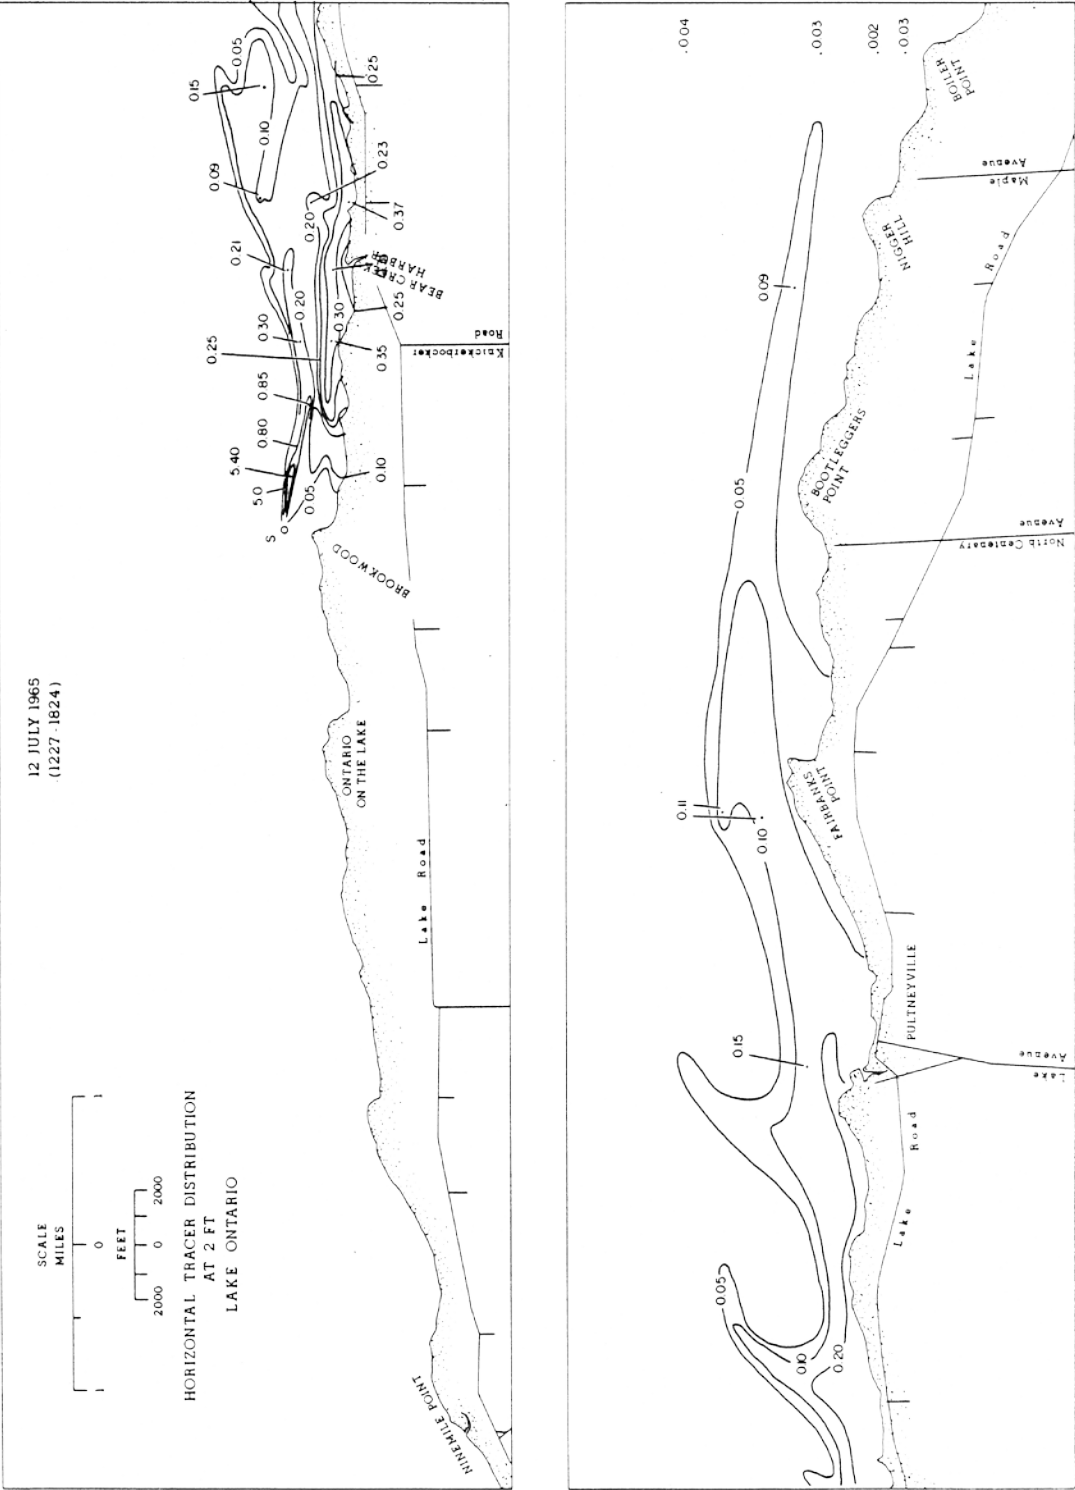 12 JULY 1965
(1227-1824)
SCALE
MILES
1 0 1
FEET
2000 0 2000
HORIZONTAL TRACER DISTRIBUTION
AT 2 FT
LAKE ONTARIO
NINEMILE POINT
ONTARIO
ON THE LAKE
Lake Road
BROOKWOOD
S
0.05
5.0
5.40
0.80
0.85
0.10
0.25
0.30
0.20
0.21
0.09
0.10
0.15
0.05
0.35
0.30
0.25
Knickerbocker
Road
BEAR CREEK
HARBOR
0.20
0.37
0.23
0.25
0.05
0.10
0.20
0.15
Lake Road
Lake
Avenue
PULTNEYVILLE
0.11
0.10
FAIRBANKS
POINT
0.05
North Centenary
Avenue
BOOTLEGGERS
POINT
0.09
Lake Road
NIGGER
HILL
Maple
Avenue
BOILER
POINT
.004
.003
.002
.003